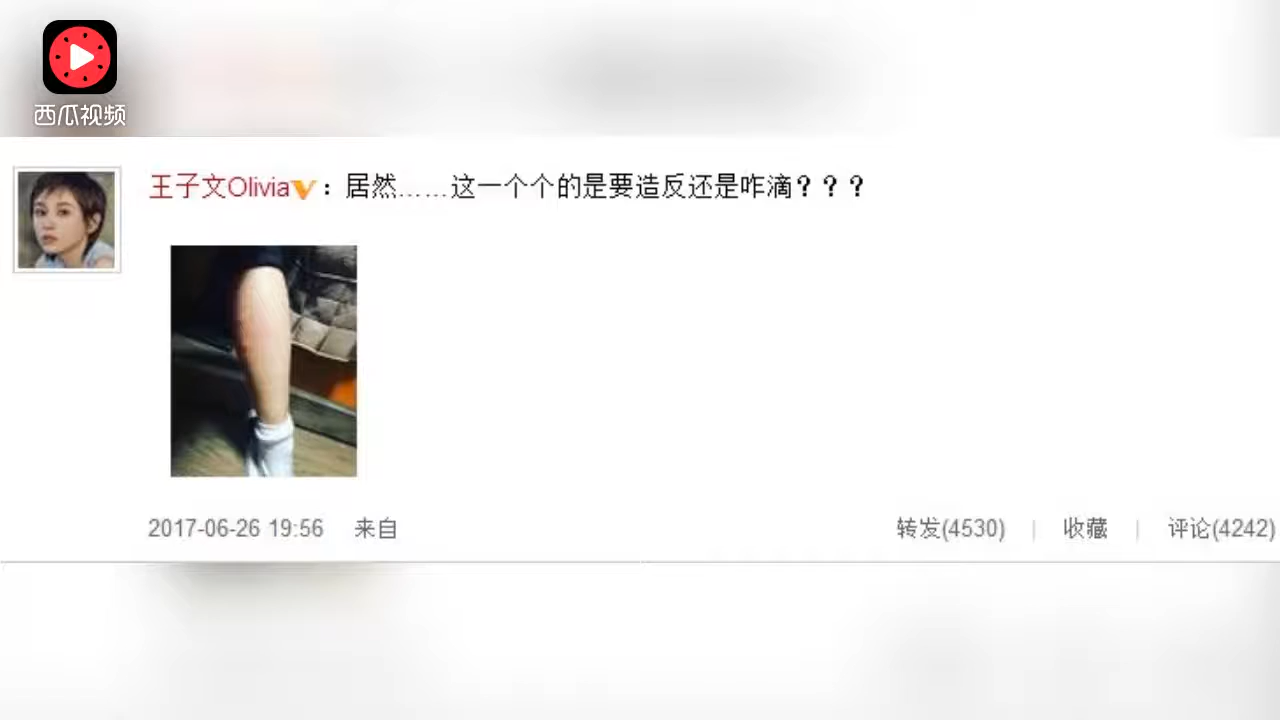 西瓜视频
王子文Olivia：居然……这一个个的是要造反还是咋滴？？？
2017-06-26 19:56 来自
转发(4530) | 收藏 | 评论(4242)